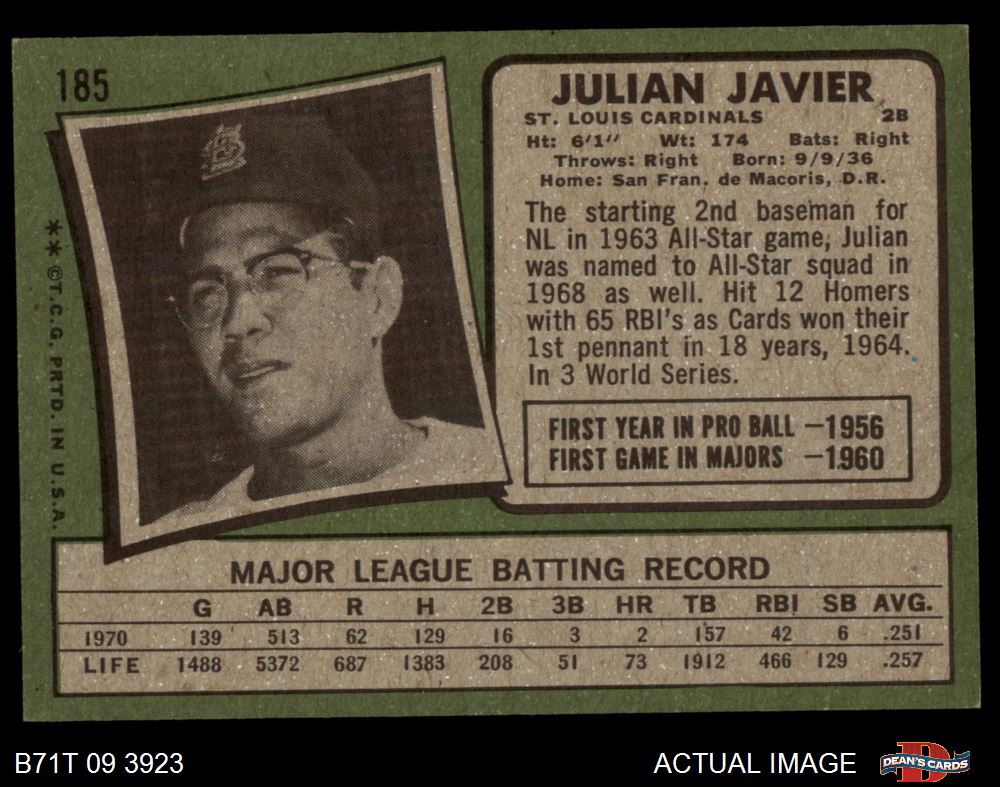 185
JULIAN JAVIER
ST. LOUIS CARDINALS 2B
Ht: 6'1" Wt: 174 Bats: Right
Throws: Right Born: 9/9/36
Home: San Fran. de Macoris, D.R.
The starting 2nd baseman for
NL in 1963 All-Star game, Julian
was named to All-Star squad in
1968 as well. Hit 12 Homers
with 65 RBI's as Cards won their
1st pennant in 18 years, 1964.
In 3 World Series.
FIRST YEAR IN PRO BALL —1956
FIRST GAME IN MAJORS —1960
** ©T.C.G. PRTD. IN U.S.A.
MAJOR LEAGUE BATTING RECORD
G AB R H 2B 3B HR TB RBI SB AVG.
1970 139 513 62 129 16 3 2 157 42 6 .251
LIFE 1488 5372 687 1383 208 51 73 1912 466 129 .257
B71T 09 3923
ACTUAL IMAGE
DEAN'S CARDS